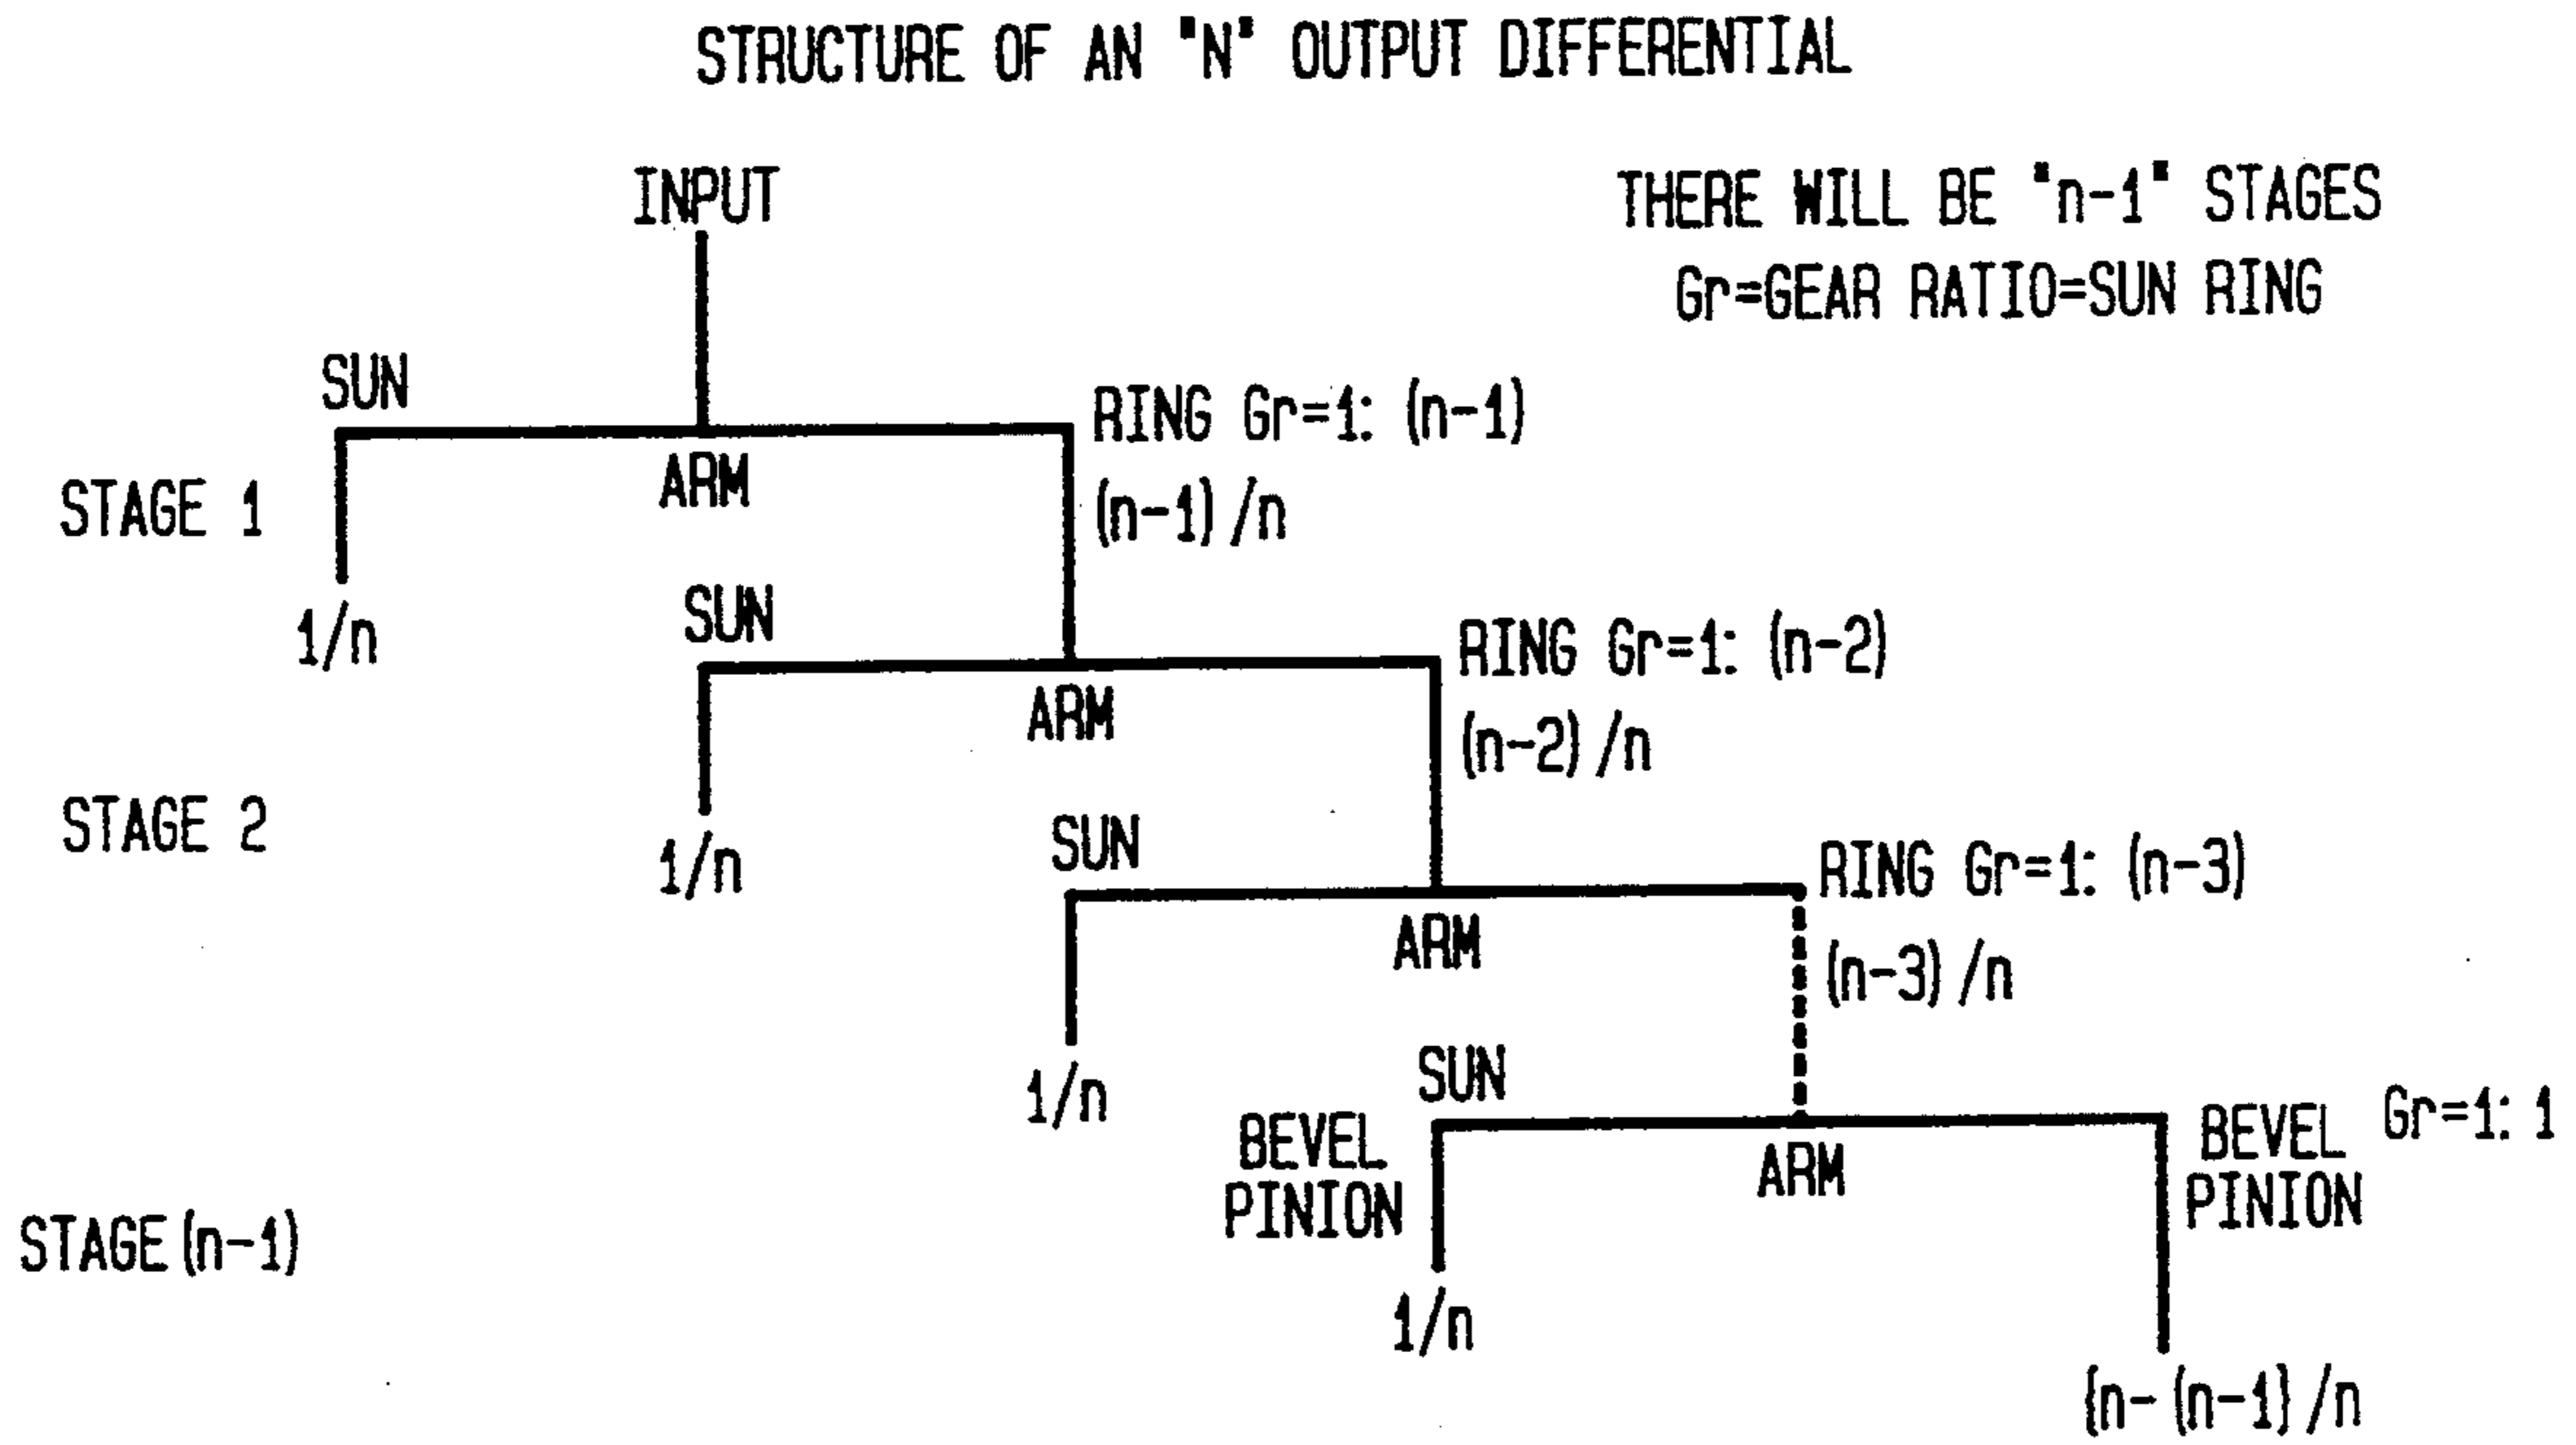 STRUCTURE OF AN "N" OUTPUT DIFFERENTIAL
INPUT
THERE WILL BE "n-1" STAGES
Gr=GEAR RATIO=SUN RING
SUN
RING Gr=1: (n-1)
ARM
(n-1)/n
STAGE 1
1/n
SUN
RING Gr=1: (n-2)
ARM
(n-2)/n
STAGE 2
1/n
SUN
RING Gr=1: (n-3)
ARM
(n-3)/n
1/n
SUN
BEVEL
PINION
ARM
BEVEL
PINION
Gr=1: 1
STAGE(n-1)
1/n
{n-(n-1}/n